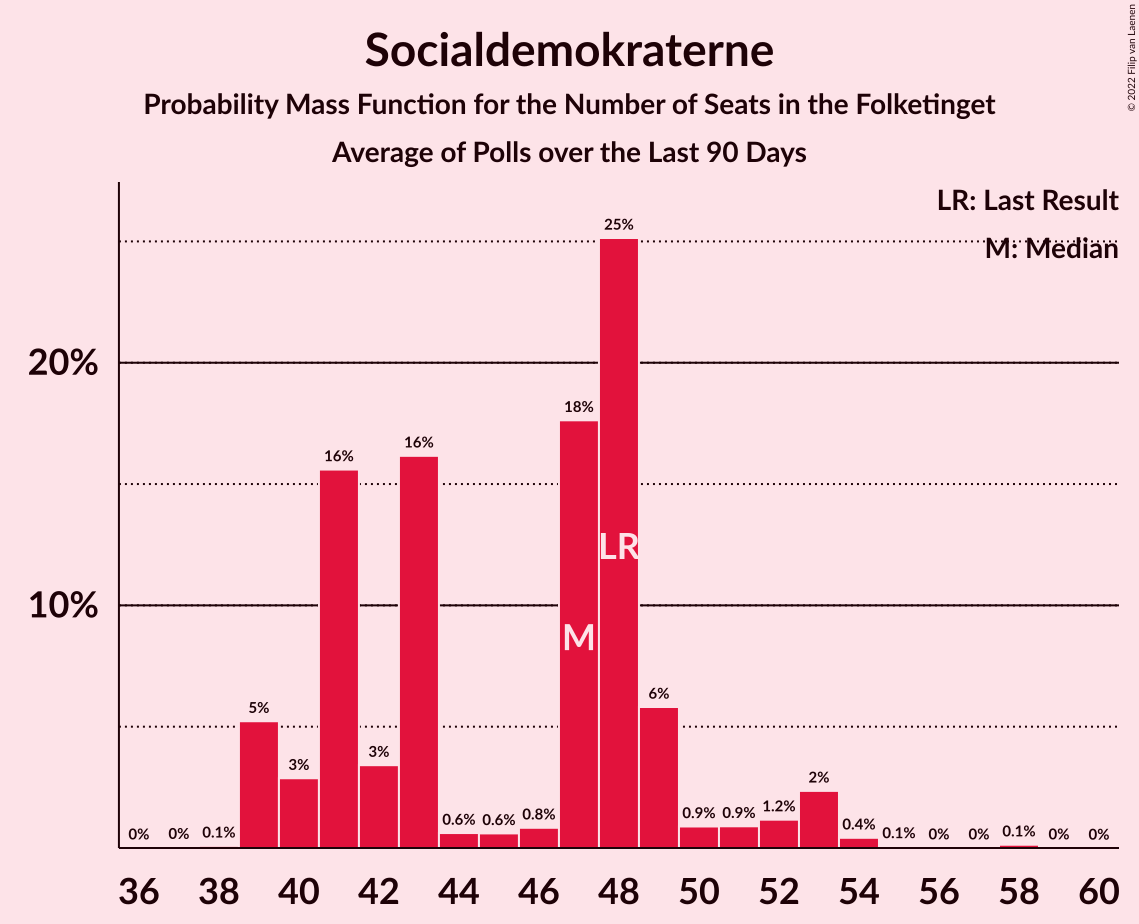 Socialdemokraterne
Probability Mass Function for the Number of Seats in the Folketinget
Average of Polls over the Last 90 Days
© 2022 Filip van Laenen
LR: Last Result
M: Median
20%
10%
0% 0% 0.1% 5% 3% 16% 3% 16% 0.6% 0.6% 0.8% 18% 25% 6% 0.9% 0.9% 1.2% 2% 0.4% 0.1% 0% 0% 0.1% 0% 0%
LR
M
36 38 40 42 44 46 48 50 52 54 56 58 60